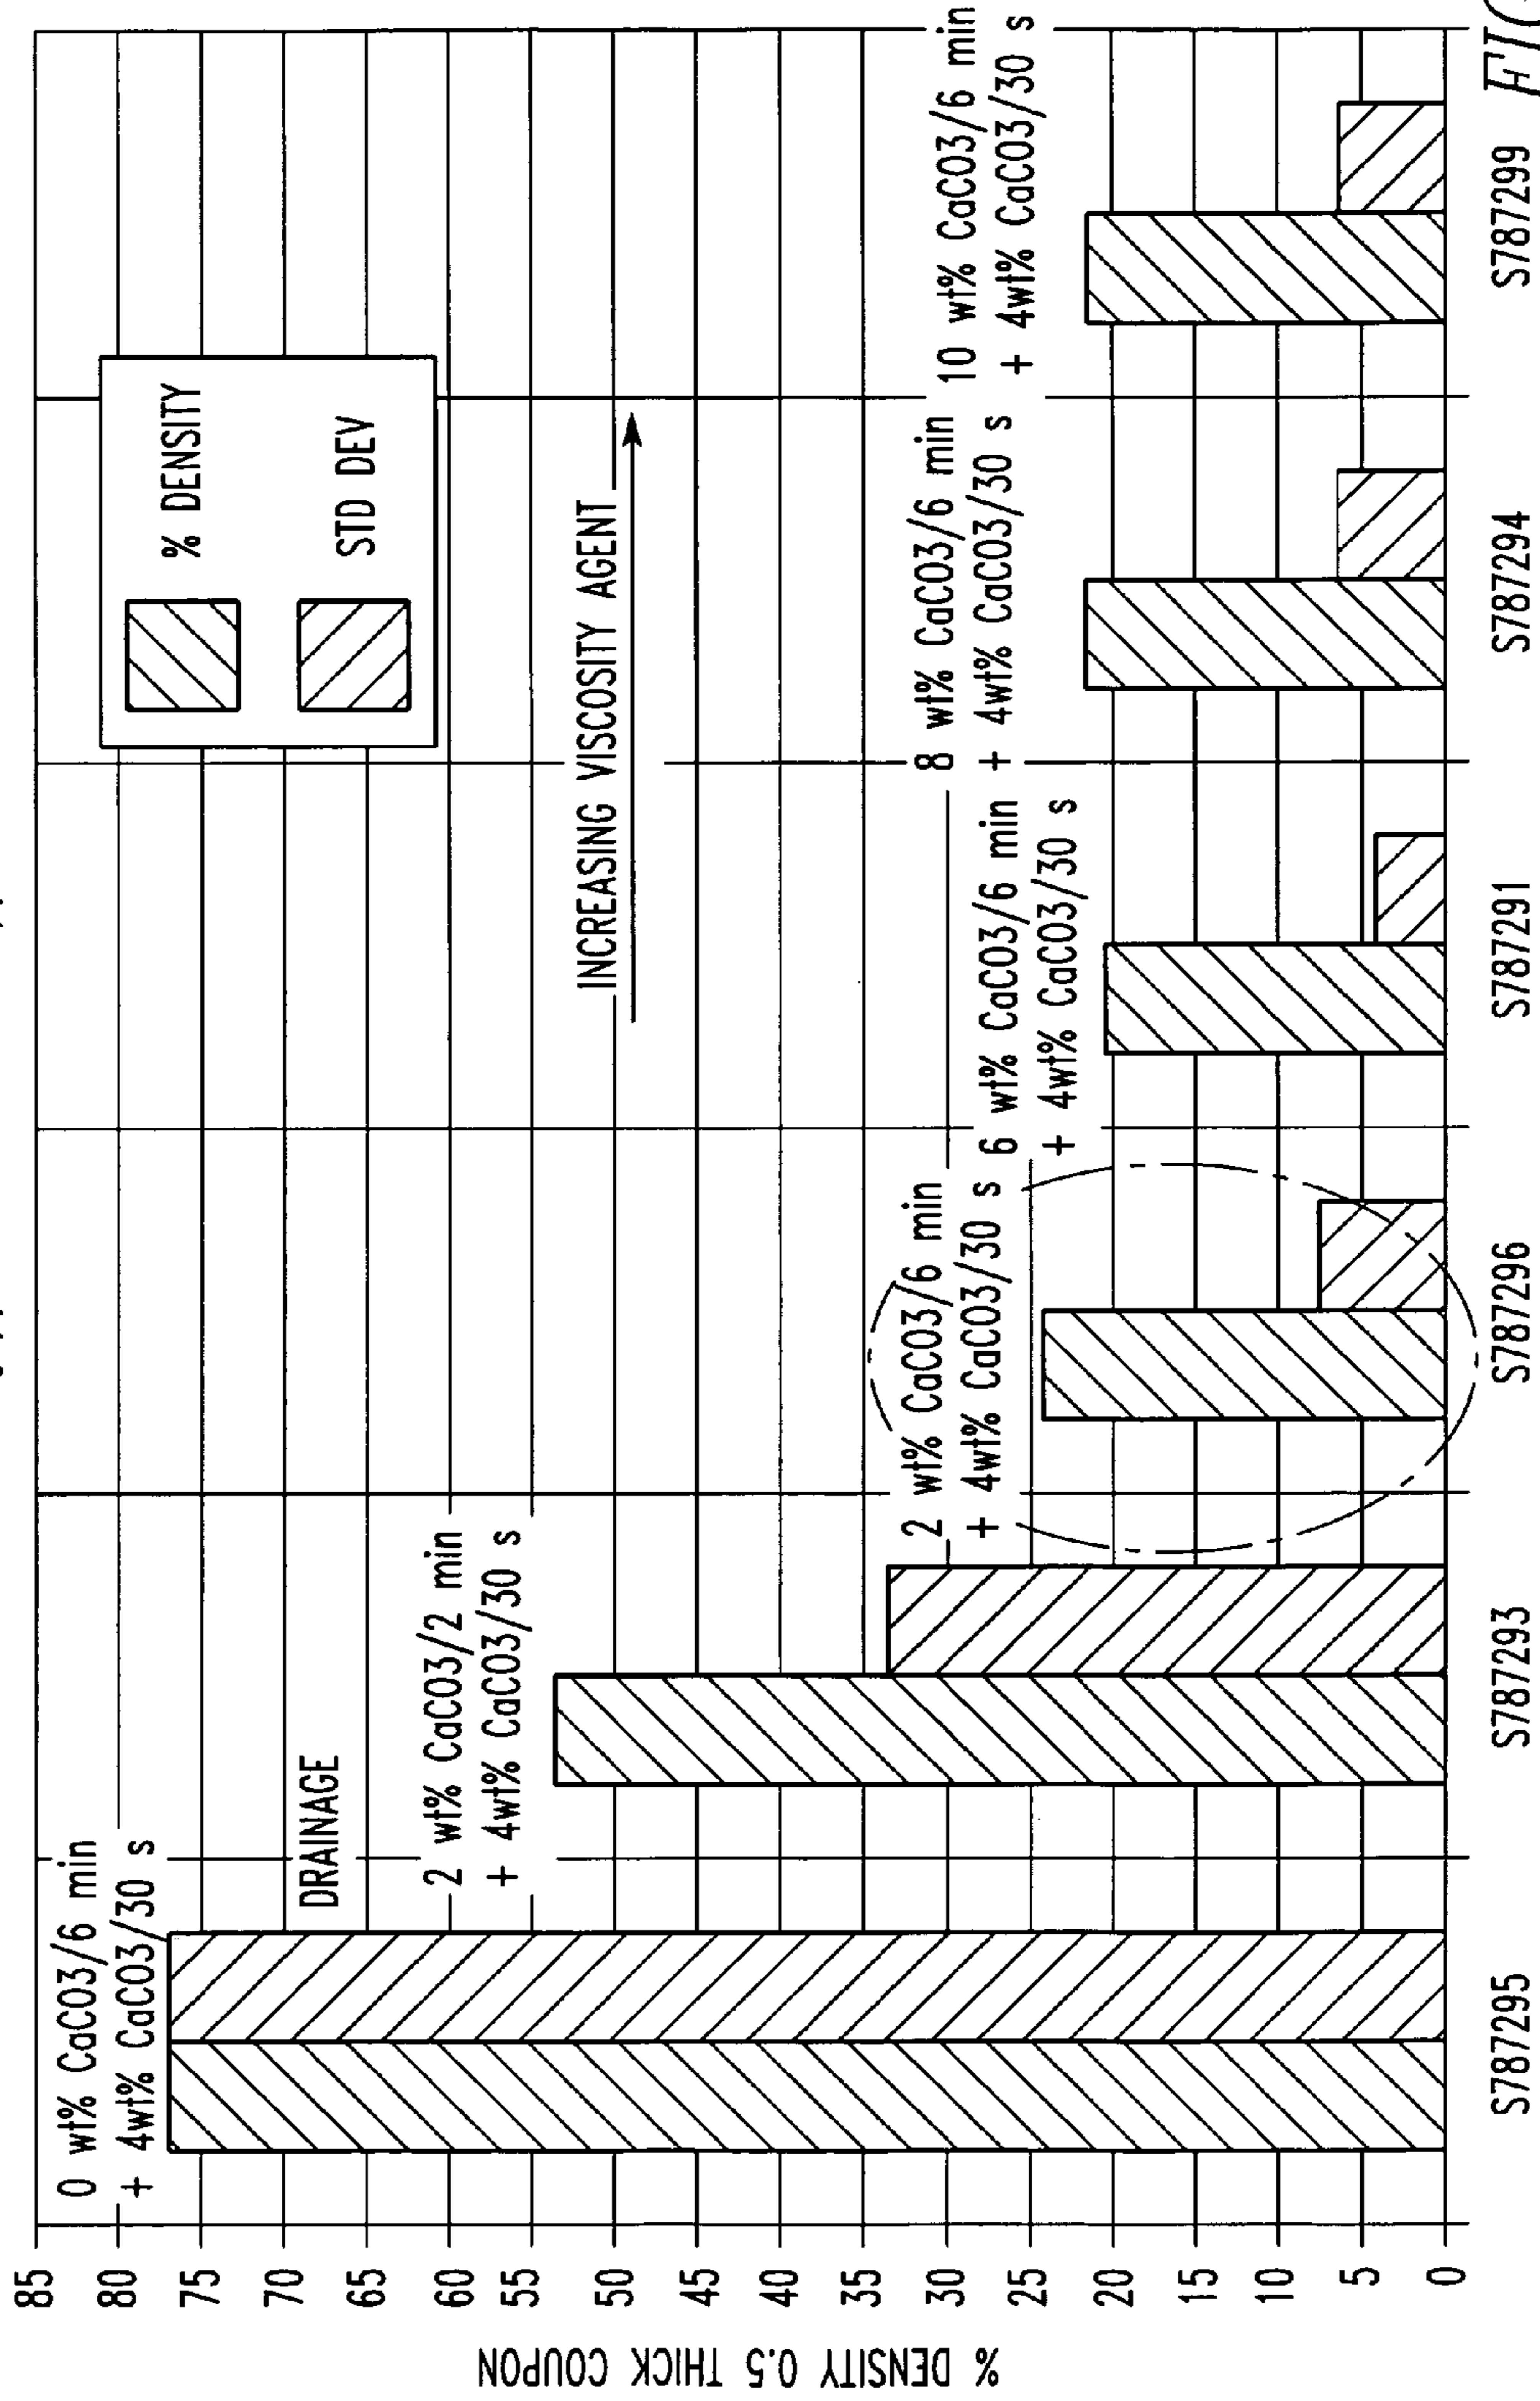 % DENSITY 0.5 THICK COUPON
85
80
75
70
65
60
55
50
45
40
35
30
25
20
15
10
5
0
0 wt% CaCO3/6 min
+ 4wt% CaCO3/30 s
DRAINAGE
2 wt% CaCO3/2 min
+ 4wt% CaCO3/30 s
2 wt% CaCO3/6 min
+ 4wt% CaCO3/30 s
6 wt% CaCO3/6 min
+ 4wt% CaCO3/30 s
8 wt% CaCO3/6 min
+ 4wt% CaCO3/30 s
10 wt% CaCO3/6 min
+ 4wt% CaCO3/30 s
INCREASING VISCOSITY AGENT
% DENSITY
STD DEV
S787295
S787293
S787296
S787291
S787294
S787299